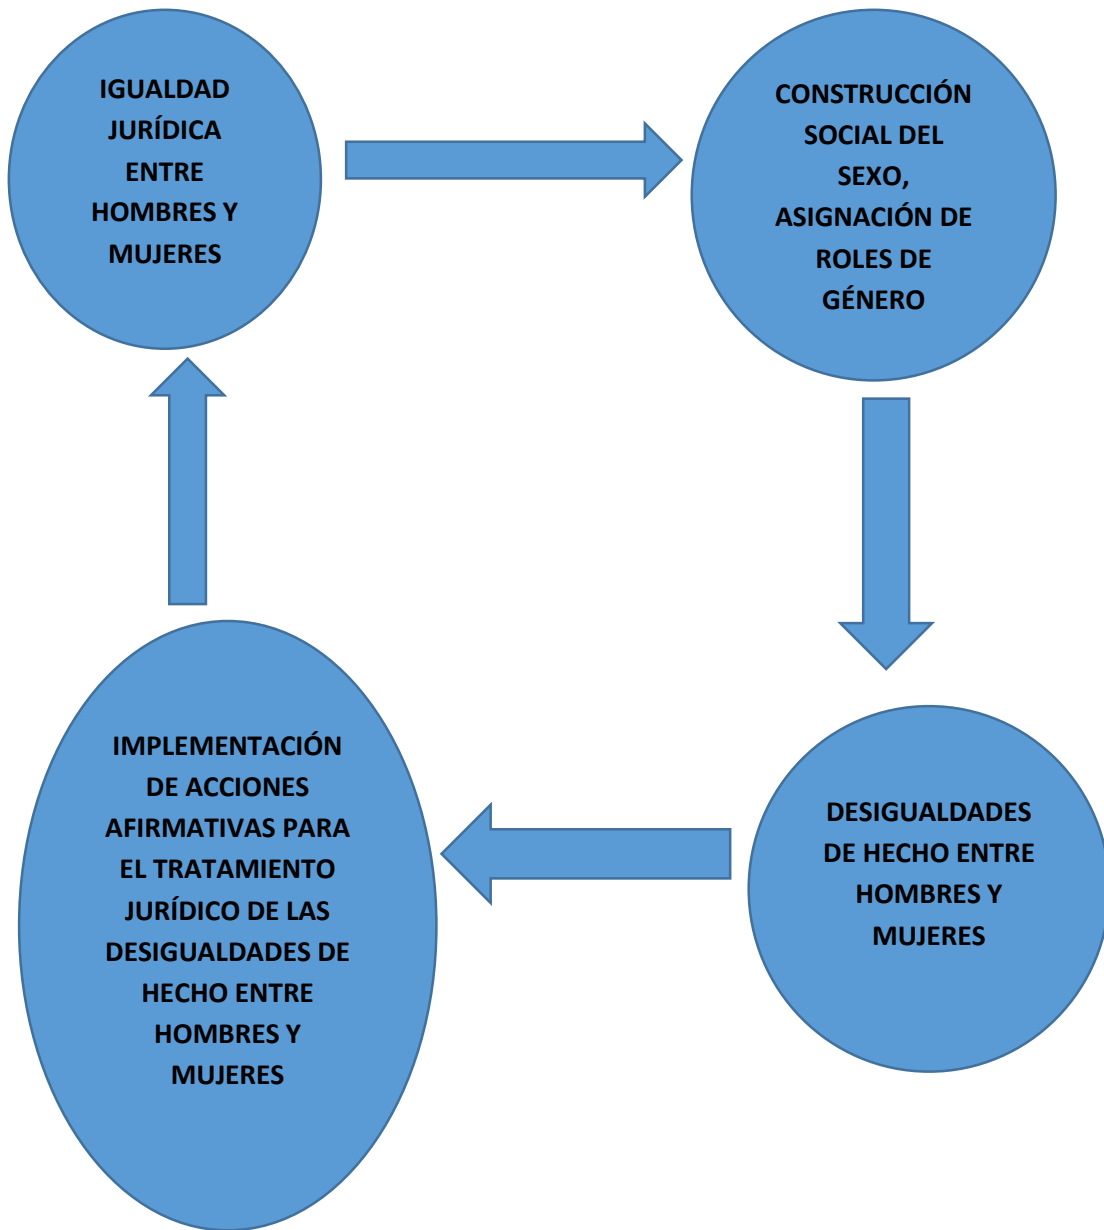 IGUALDAD
JURÍDICA
ENTRE
HOMBRES Y
MUJERES
CONSTRUCCIÓN
SOCIAL DEL
SEXO,
ASIGNACIÓN DE
ROLES DE
GÉNERO
DESIGUALDADES
DE HECHO ENTRE
HOMBRES Y
MUJERES
IMPLEMENTACIÓN
DE ACCIONES
AFIRMATIVAS PARA
EL TRATAMIENTO
JURÍDICO DE LAS
DESIGUALDADES DE
HECHO ENTRE
HOMBRES Y
MUJERES